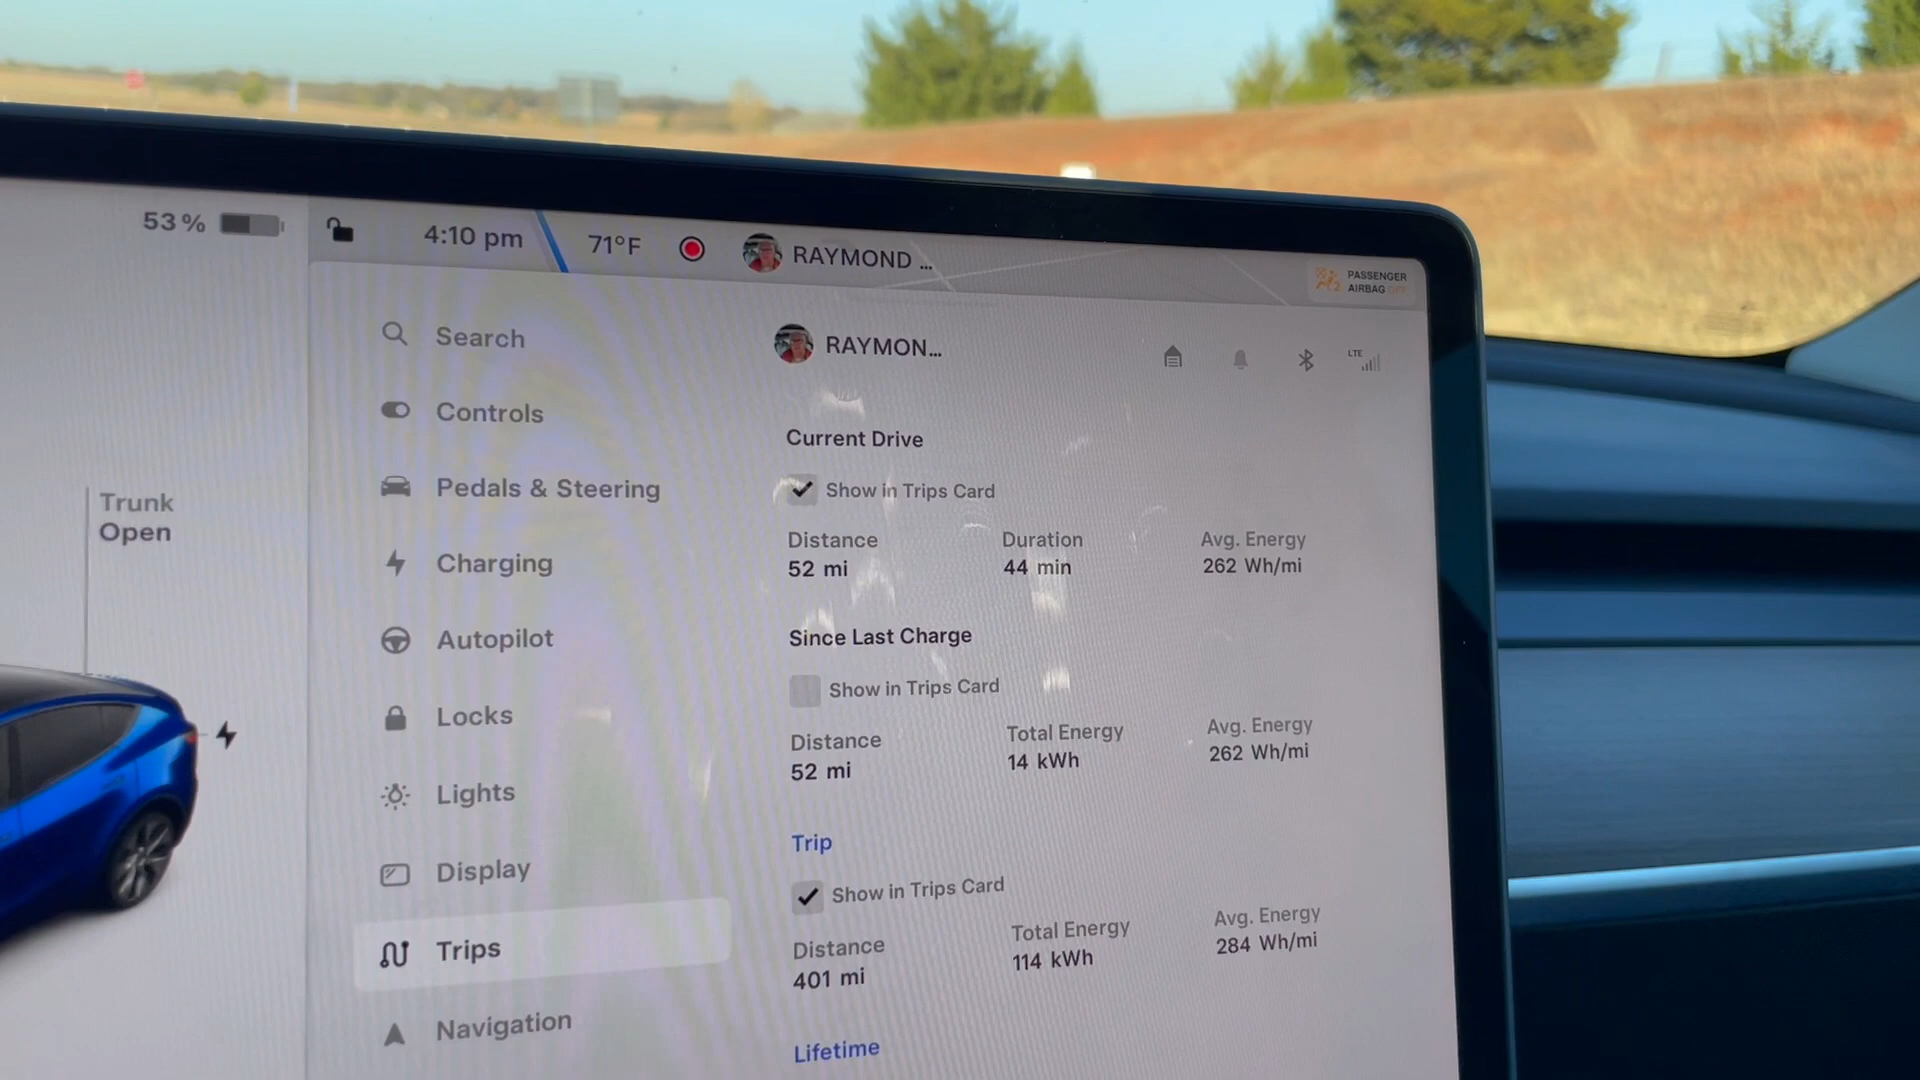 53 %
4:10 pm
71°F
RAYMOND ...
PASSENGER
AIRBAG OFF
Search
Controls
Pedals & Steering
Charging
Autopilot
Locks
Lights
Display
Trips
Navigation
Trunk
Open
RAYMON...
LTE
Current Drive
Show in Trips Card
Distance Duration Avg. Energy
52 mi 44 min 262 Wh/mi
Since Last Charge
Show in Trips Card
Distance Total Energy Avg. Energy
52 mi 14 kWh 262 Wh/mi
Trip
Show in Trips Card
Distance Total Energy Avg. Energy
401 mi 114 kWh 284 Wh/mi
Lifetime